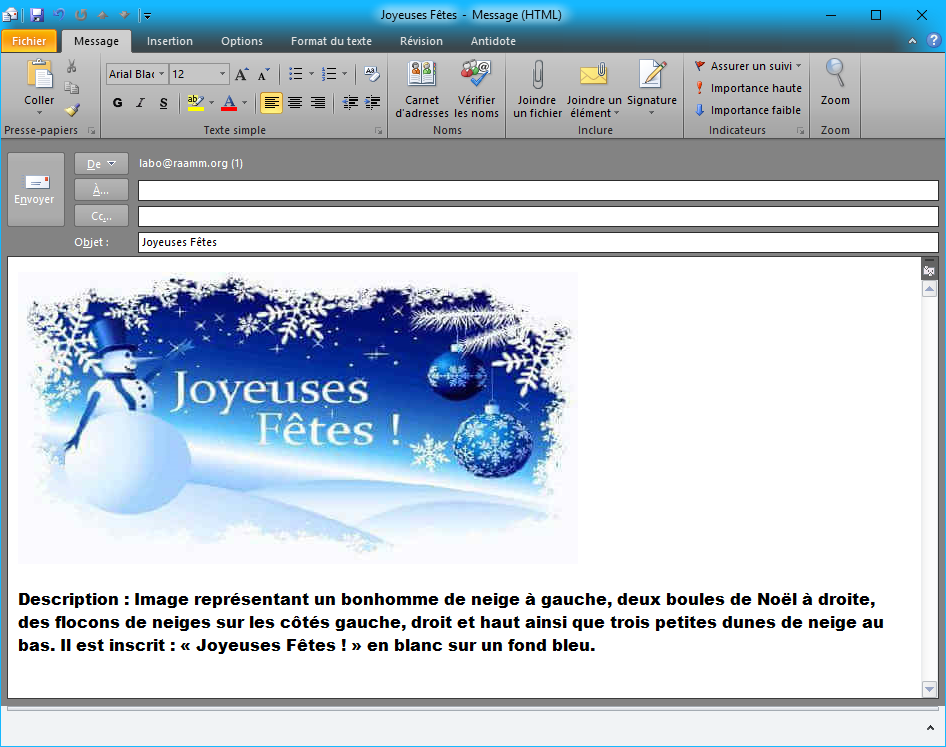 Joyeuses Fêtes - Message (HTML)
Fichier Message Insertion Options Format du texte Révision Antidote
Arial Blac 12
Assurer un suivi
Importance haute
Importance faible
Coller
G I S
Carnet d'adresses
Vérifier les noms
Joindre un fichier
Joindre un élément
Signature
Zoom
Presse-papiers Texte simple Noms Inclure Indicateurs Zoom
Envoyer
De labo@raamm.org (1)
À...
Cc...
Objet : Joyeuses Fêtes
Joyeuses
Fêtes !
Description : Image représentant un bonhomme de neige à gauche, deux boules de Noël à droite,
des flocons de neiges sur les côtés gauche, droit et haut ainsi que trois petites dunes de neige au
bas. Il est inscrit : « Joyeuses Fêtes ! » en blanc sur un fond bleu.